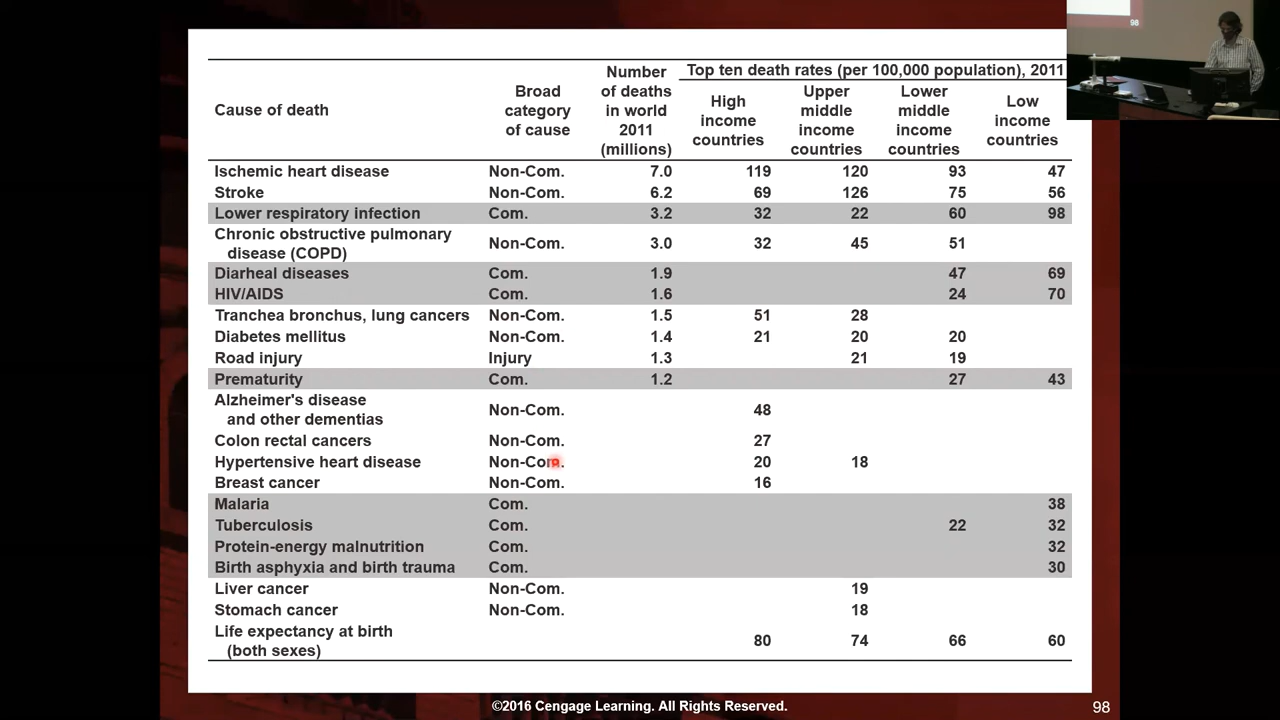 98
Top ten death rates (per 100,000 population), 2011
Cause of death
Broad
category
of cause
Number
of deaths
in world
2011
(millions)
High
income
countries
Upper
middle
income
countries
Lower
middle
income
countries
Low
income
countries
Ischemic heart disease Non-Com. 7.0 119 120 93 47
Stroke Non-Com. 6.2 69 126 75 56
Lower respiratory infection Com. 3.2 32 22 60 98
Chronic obstructive pulmonary
disease (COPD) Non-Com. 3.0 32 45 51
Diarheal diseases Com. 1.9 47 69
HIV/AIDS Com. 1.6 24 70
Tranchea bronchus, lung cancers Non-Com. 1.5 51 28
Diabetes mellitus Non-Com. 1.4 21 20 20
Road injury Injury 1.3 21 19
Prematurity Com. 1.2 27 43
Alzheimer's disease
and other dementias Non-Com. 48
Colon rectal cancers Non-Com. 27
Hypertensive heart disease Non-Com. 20 18
Breast cancer Non-Com. 16
Malaria Com. 38
Tuberculosis Com. 22 32
Protein-energy malnutrition Com. 32
Birth asphyxia and birth trauma Com. 30
Liver cancer Non-Com. 19
Stomach cancer Non-Com. 18
Life expectancy at birth
(both sexes) 80 74 66 60
©2016 Cengage Learning. All Rights Reserved.
98